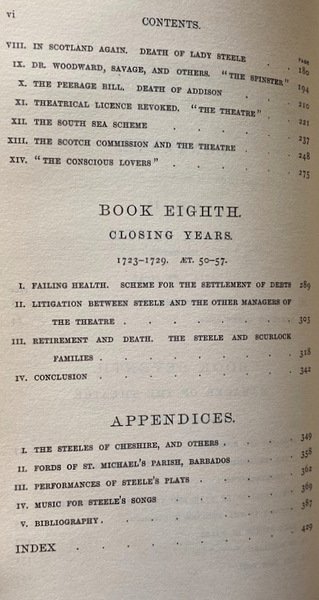 vi
CONTENTS.
PAGE
VIII. IN SCOTLAND AGAIN. DEATH OF LADY STEELE . . 180
IX. DR. WOODWARD, SAVAGE, AND OTHERS. "THE SPINSTER" 194
X. THE PEERAGE BILL. DEATH OF ADDISON . . . 210
XI. THEATRICAL LICENCE REVOKED. "THE THEATRE" . . 221
XII. THE SOUTH SEA SCHEME . . . . . 237
XIII. THE SCOTCH COMMISSION AND THE THEATRE . . . 248
XIV. "THE CONSCIOUS LOVERS" . . . . . 275
BOOK EIGHTH.
CLOSING YEARS.
1723-1729. ÆT. 50-57.
I. FAILING HEALTH. SCHEME FOR THE SETTLEMENT OF DEBTS 289
II. LITIGATION BETWEEN STEELE AND THE OTHER MANAGERS OF
THE THEATRE . . . . . . 303
III. RETIREMENT AND DEATH. THE STEELE AND SCURLOCK
FAMILIES . . . . . . . 318
IV. CONCLUSION . . . . . . . 342
APPENDICES.
I. THE STEELES OF CHESHIRE, AND OTHERS . . . . 349
II. FORDS OF ST. MICHAEL'S PARISH, BARBADOS . . . 358
III. PERFORMANCES OF STEELE'S PLAYS . . . . 362
IV. MUSIC FOR STEELE'S SONGS . . . . . 369
V. BIBLIOGRAPHY . . . . . . . 387
INDEX . . . . . . . . 429